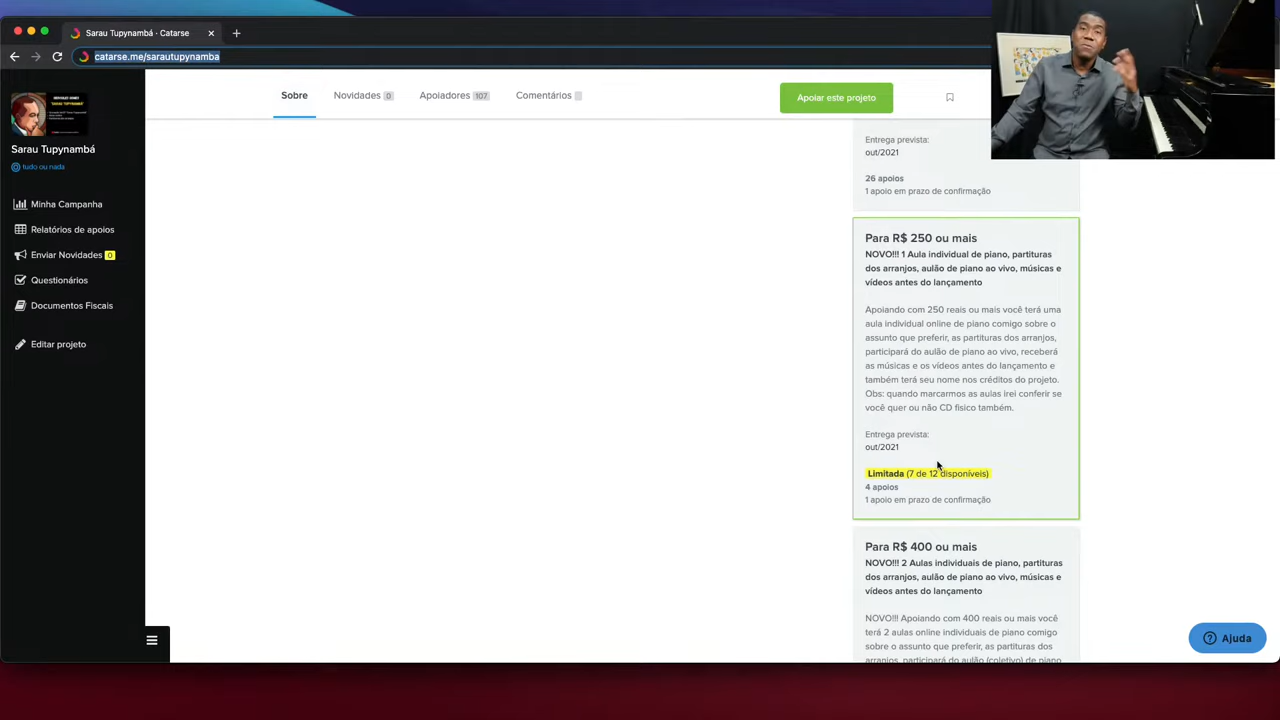 Sarau Tupynambá · Catarse
catarse.me/sarautupynamba
Sarau Tupynambá
tudo ou nada
Minha Campanha
Relatórios de apoios
Enviar Novidades 0
Questionários
Documentos Fiscais
Editar projeto
Sobre
Novidades 0
Apoiadores 107
Comentários
Apoiar este projeto
Entrega prevista:
out/2021
26 apoios
1 apoio em prazo de confirmação
Para R$ 250 ou mais
NOVO!!! 1 Aula individual de piano, partituras
dos arranjos, aulão de piano ao vivo, músicas e
vídeos antes do lançamento
Apoiando com 250 reais ou mais você terá uma
aula individual online de piano comigo sobre o
assunto que preferir, as partituras dos arranjos,
participará do aulão de piano ao vivo, receberá
as músicas e os vídeos antes do lançamento e
também terá seu nome nos créditos do projeto.
Obs: quando marcarmos as aulas irei conferir se
você quer ou não CD físico também.
Entrega prevista:
out/2021
Limitada (7 de 12 disponíveis)
4 apoios
1 apoio em prazo de confirmação
Para R$ 400 ou mais
NOVO!!! 2 Aulas individuais de piano, partituras
dos arranjos, aulão de piano ao vivo, músicas e
vídeos antes do lançamento
NOVO!!! Apoiando com 400 reais ou mais você
terá 2 aulas online individuais de piano comigo
sobre o assunto que preferir, as partituras dos
arranjos, participará do aulão (coletivo) de piano
Ajuda